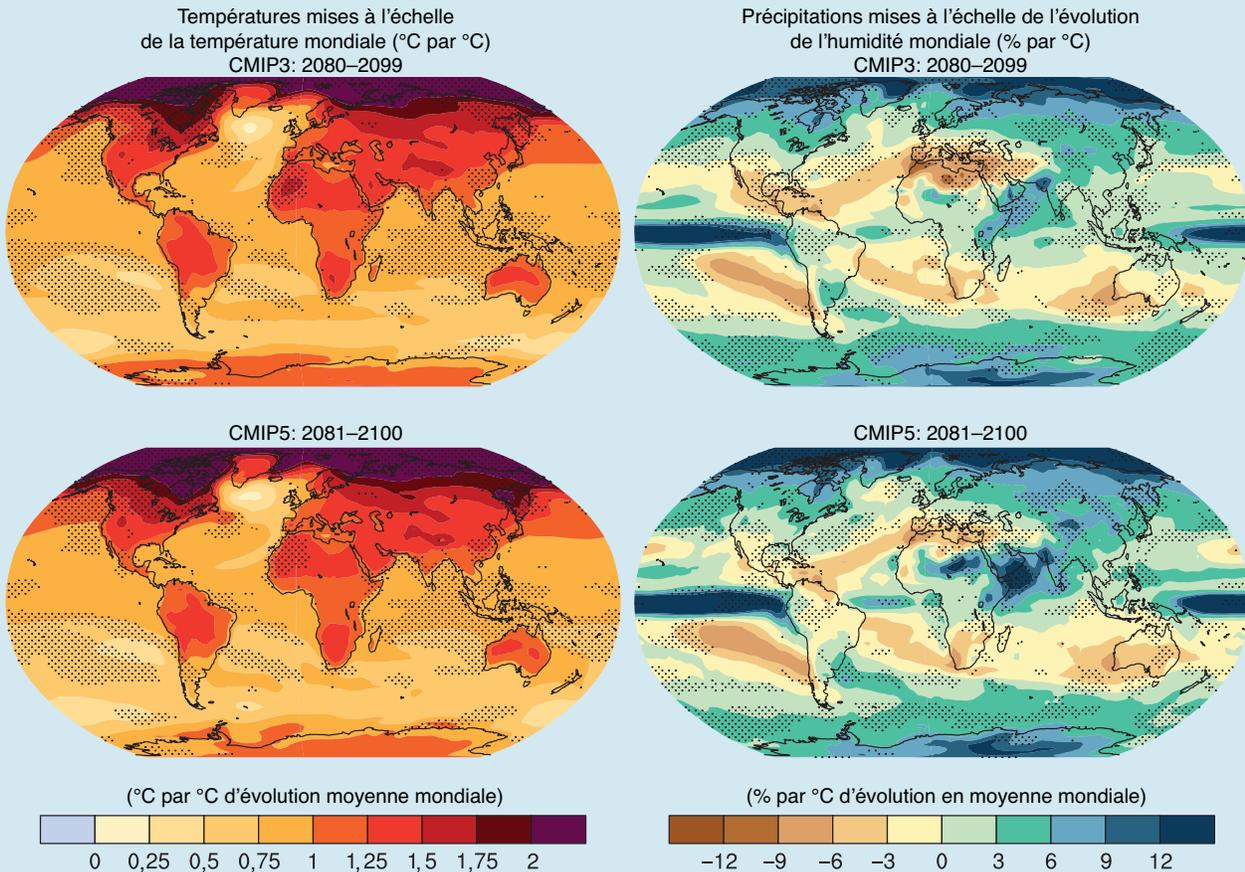 Températures mises à l'échelle
de la température mondiale (°C par °C)
CMIP3: 2080–2099
Précipitations mises à l'échelle de l'évolution
de l'humidité mondiale (% par °C)
CMIP3: 2080–2099
CMIP5: 2081–2100
CMIP5: 2081–2100
(°C par °C d'évolution moyenne mondiale)
0 0,25 0,5 0,75 1 1,25 1,5 1,75 2
(% par °C d'évolution en moyenne mondiale)
−12 −9 −6 −3 0 3 6 9 12